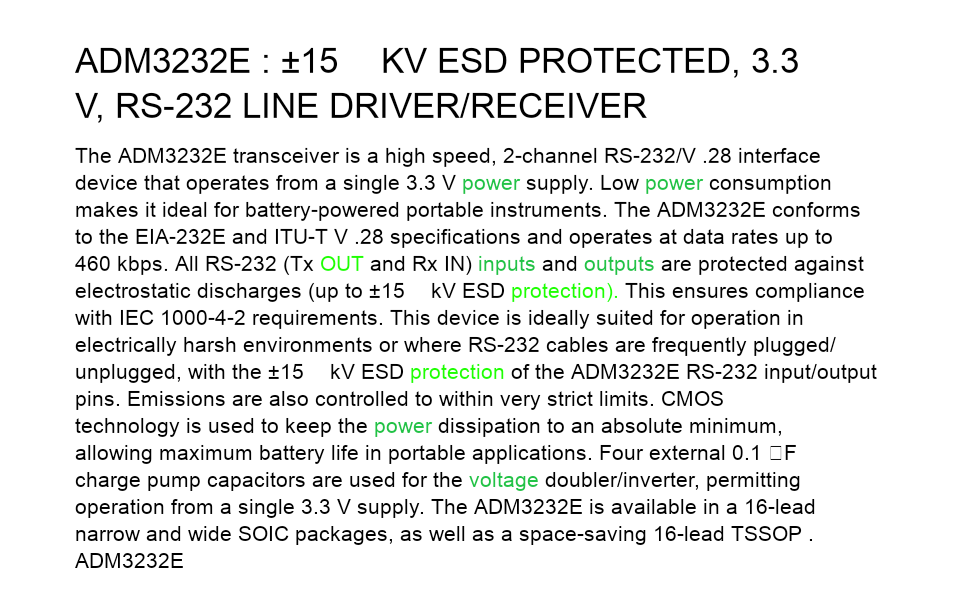 ADM3232E : ±15 KV ESD PROTECTED, 3.3
V, RS-232 LINE DRIVER/RECEIVER
The ADM3232E transceiver is a high speed, 2-channel RS-232/V .28 interface
device that operates from a single 3.3 V power supply. Low power consumption
makes it ideal for battery-powered portable instruments. The ADM3232E conforms
to the EIA-232E and ITU-T V .28 specifications and operates at data rates up to
460 kbps. All RS-232 (Tx OUT and Rx IN) inputs and outputs are protected against
electrostatic discharges (up to ±15 kV ESD protection). This ensures compliance
with IEC 1000-4-2 requirements. This device is ideally suited for operation in
electrically harsh environments or where RS-232 cables are frequently plugged/
unplugged, with the ±15 kV ESD protection of the ADM3232E RS-232 input/output
pins. Emissions are also controlled to within very strict limits. CMOS
technology is used to keep the power dissipation to an absolute minimum,
allowing maximum battery life in portable applications. Four external 0.1 □F
charge pump capacitors are used for the voltage doubler/inverter, permitting
operation from a single 3.3 V supply. The ADM3232E is available in a 16-lead
narrow and wide SOIC packages, as well as a space-saving 16-lead TSSOP .
ADM3232E